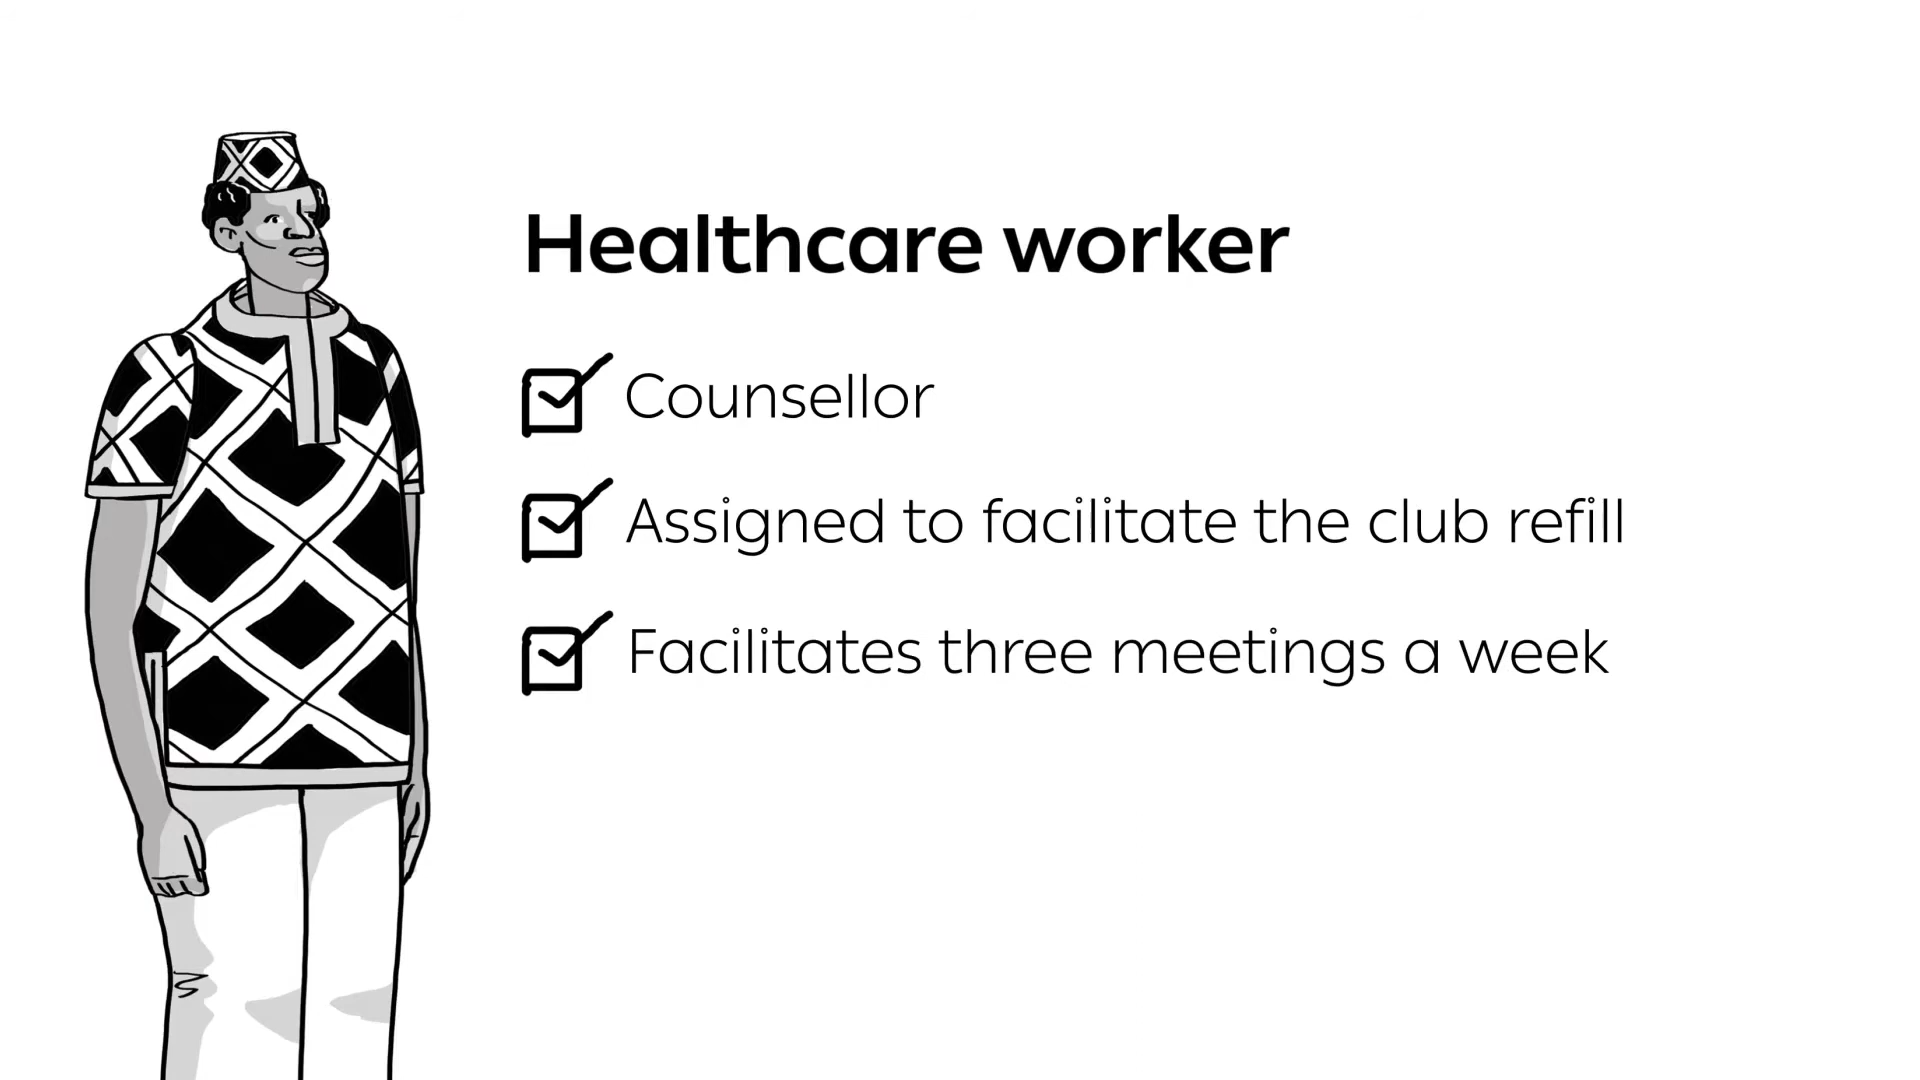 Healthcare worker
Counsellor
Assigned to facilitate the club refill
Facilitates three meetings a week